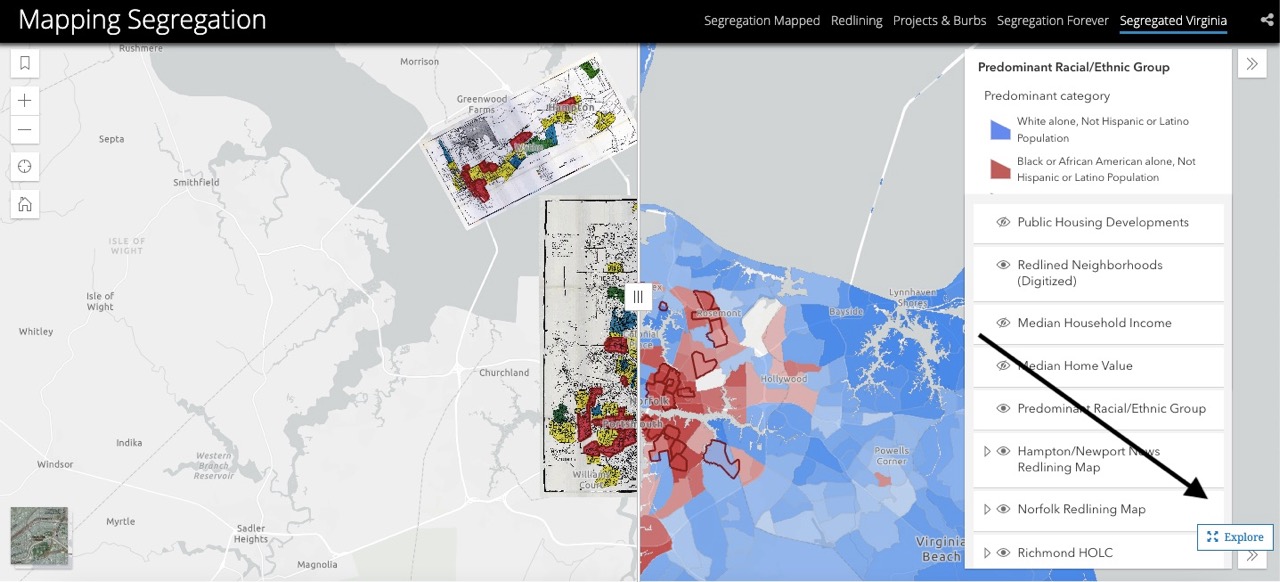 Mapping Segregation
Segregation Mapped
Redlining
Projects & Burbs
Segregation Forever
Segregated Virginia
Rushmere
Morrison
Greenwood
Farms
Hampton
Septa
Smithfield
ISLE OF
WIGHT
Isle of
Wight
Whitley
Churchland
Indika
Windsor
Western
Branch
Reservoir
Myrtle
Sadler
Heights
Magnolia
Norfolk
Portsmouth
Rosemont
Hollywood
Bayside
Lynnhaven
Shores
Powells
Corner
Virginia
Beach
Predominant Racial/Ethnic Group
Predominant category
White alone, Not Hispanic or Latino
Population
Black or African American alone, Not
Hispanic or Latino Population
Public Housing Developments
Redlined Neighborhoods
(Digitized)
Median Household Income
Median Home Value
Predominant Racial/Ethnic Group
Hampton/Newport News
Redlining Map
Norfolk Redlining Map
Richmond HOLC
Explore